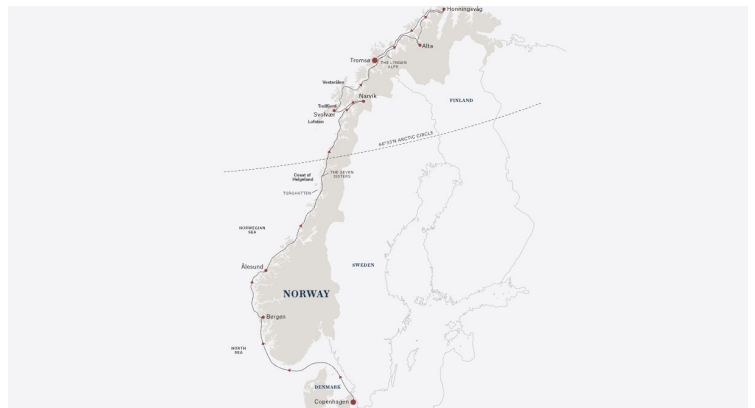 Honningsvåg
Alta
Tromsø
THE LYNGEN
ALPS
Vesterålen
Narvik
Trollfjord
Svolvær
Lofoten
FINLAND
66°33'N ARCTIC CIRCLE
Coast of
Helgeland
THE SEVEN
SISTERS
TORGHATTEN
NORWEGIAN
SEA
Ålesund
SWEDEN
NORWAY
Bergen
NORTH
SEA
DENMARK
Copenhagen